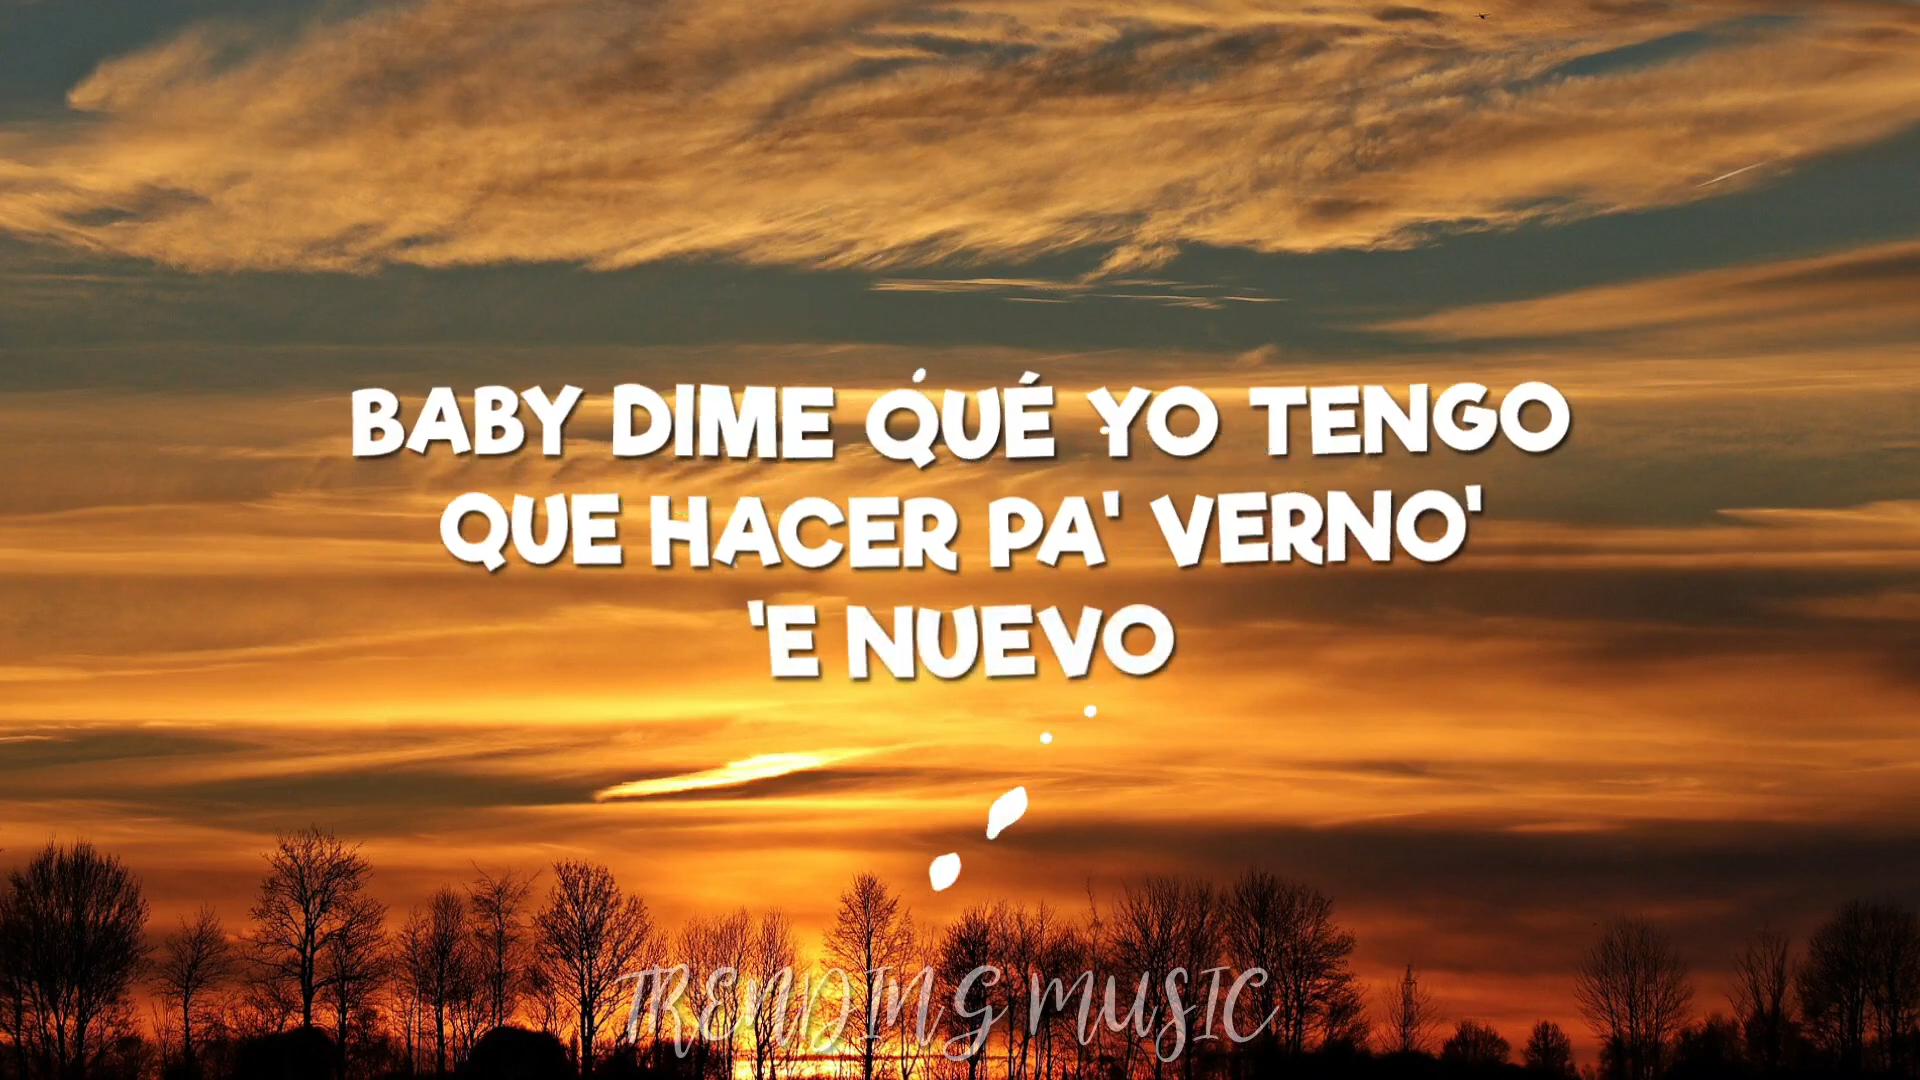 BABY DIME QUÉ YO TENGO
QUE HACER PA' VERNO'
'E NUEVO
TRENDING MUSIC